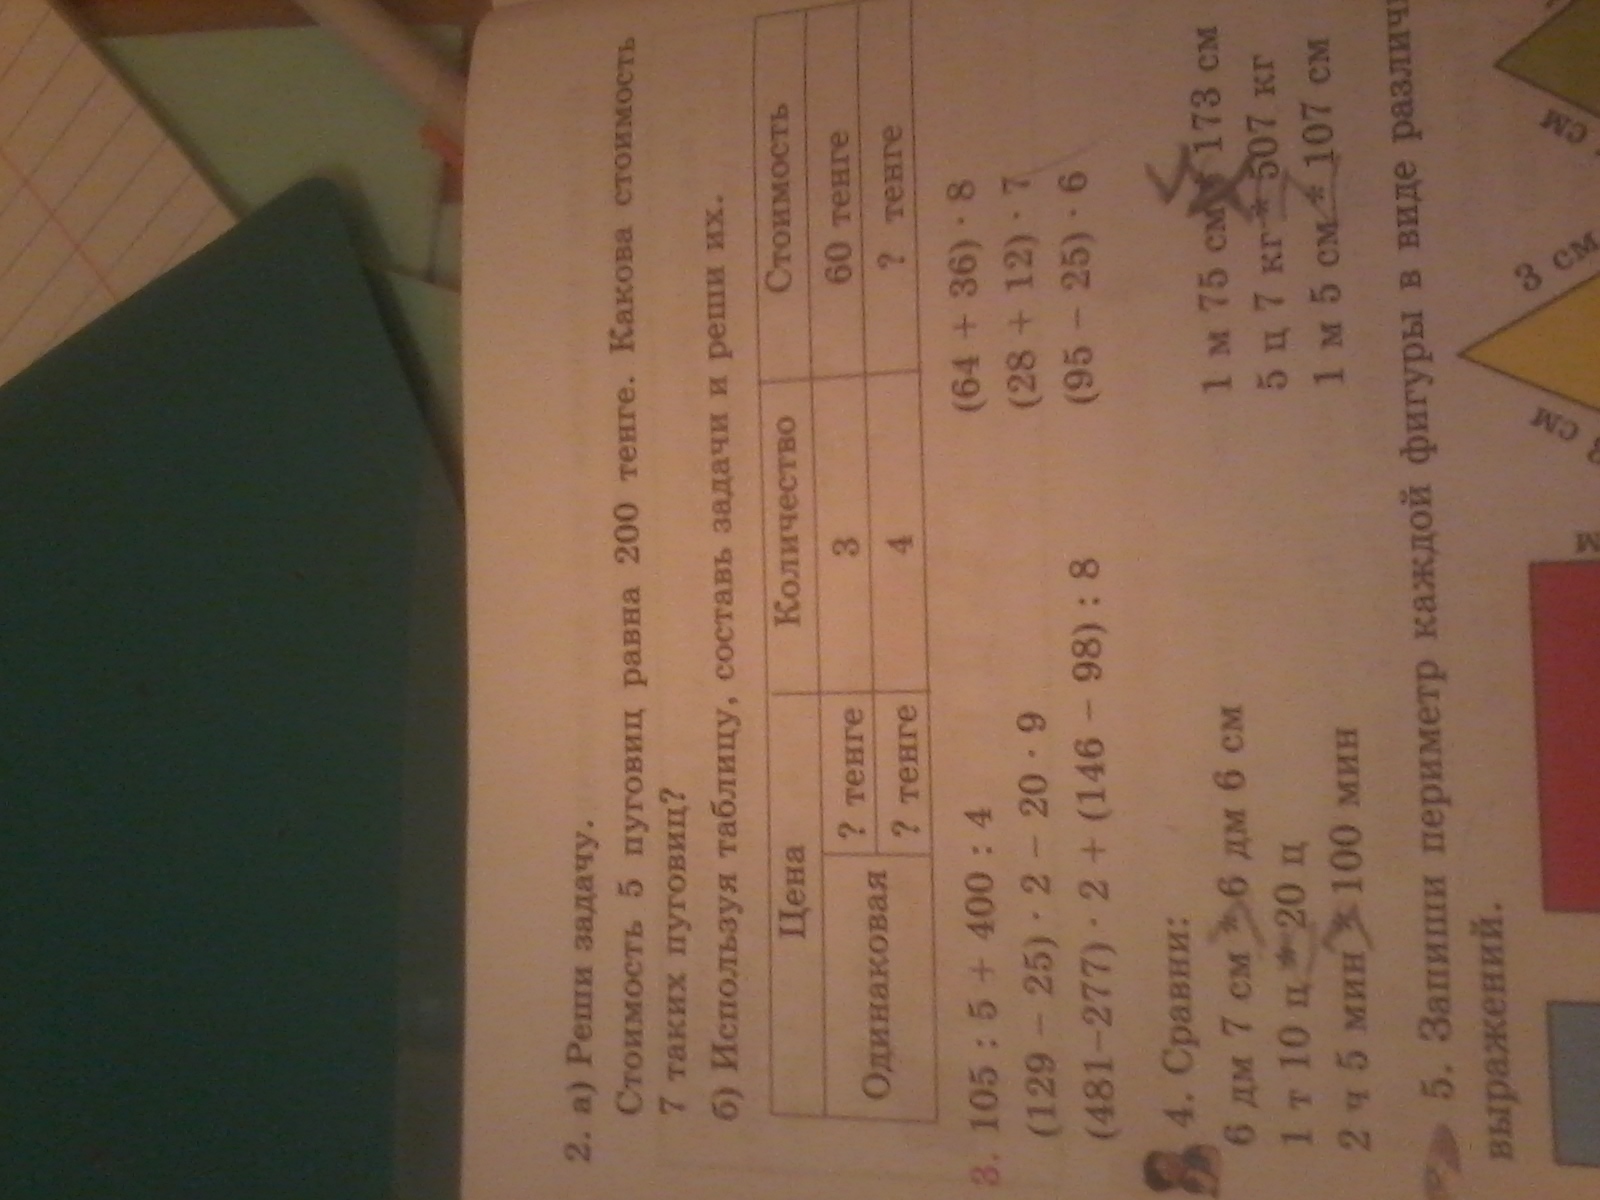 2. а) Реши задачу.
Стоимость 5 пуговиц равна 200 тенге. Какова стоимость
7 таких пуговиц?
б) Используя таблицу, составь задачи и реши их.
Цена Количество Стоимость
Одинаковая ? тенге 3 60 тенге
? тенге 4 ? тенге
3. 105 : 5 + 400 : 4 (64 + 36) · 8
(129 – 25) · 2 – 20 · 9 (28 + 12) · 7
(481–277) · 2 + (146 – 98) : 8 (95 – 25) · 6
4. Сравни:
6 дм 7 см * 6 дм 6 см 1 м 75 см * 173 см
1 т 10 ц * 20 ц 5 ц 7 кг * 507 кг
2 ч 5 мин * 100 мин 1 м 5 см * 107 см
5. Запиши периметр каждой фигуры в виде
выражений.
3 см
см
см